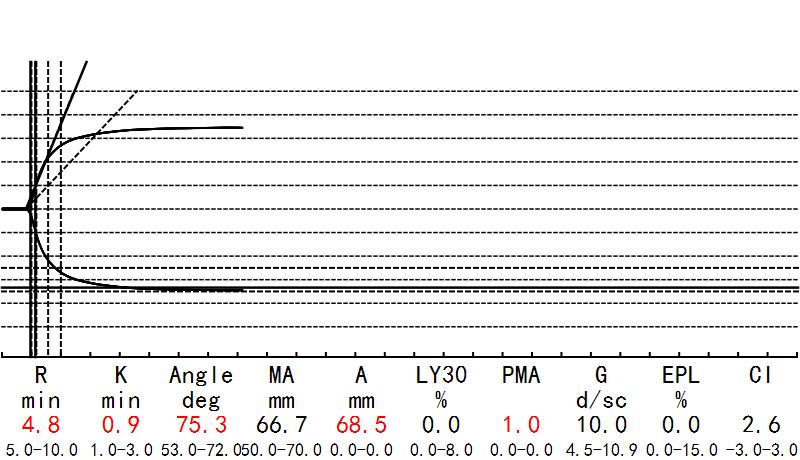 R K Angle MA A LY30 PMA G EPL CI
min min deg mm mm % d/sc %
4.8 0.9 75.3 66.7 68.5 0.0 1.0 10.0 0.0 2.6
5.0-10.0 1.0-3.0 53.0-72.0 50.0-70.0 0.0-0.0 0.0-8.0 0.0-0.0 4.5-10.9 0.0-15.0 -3.0-3.0